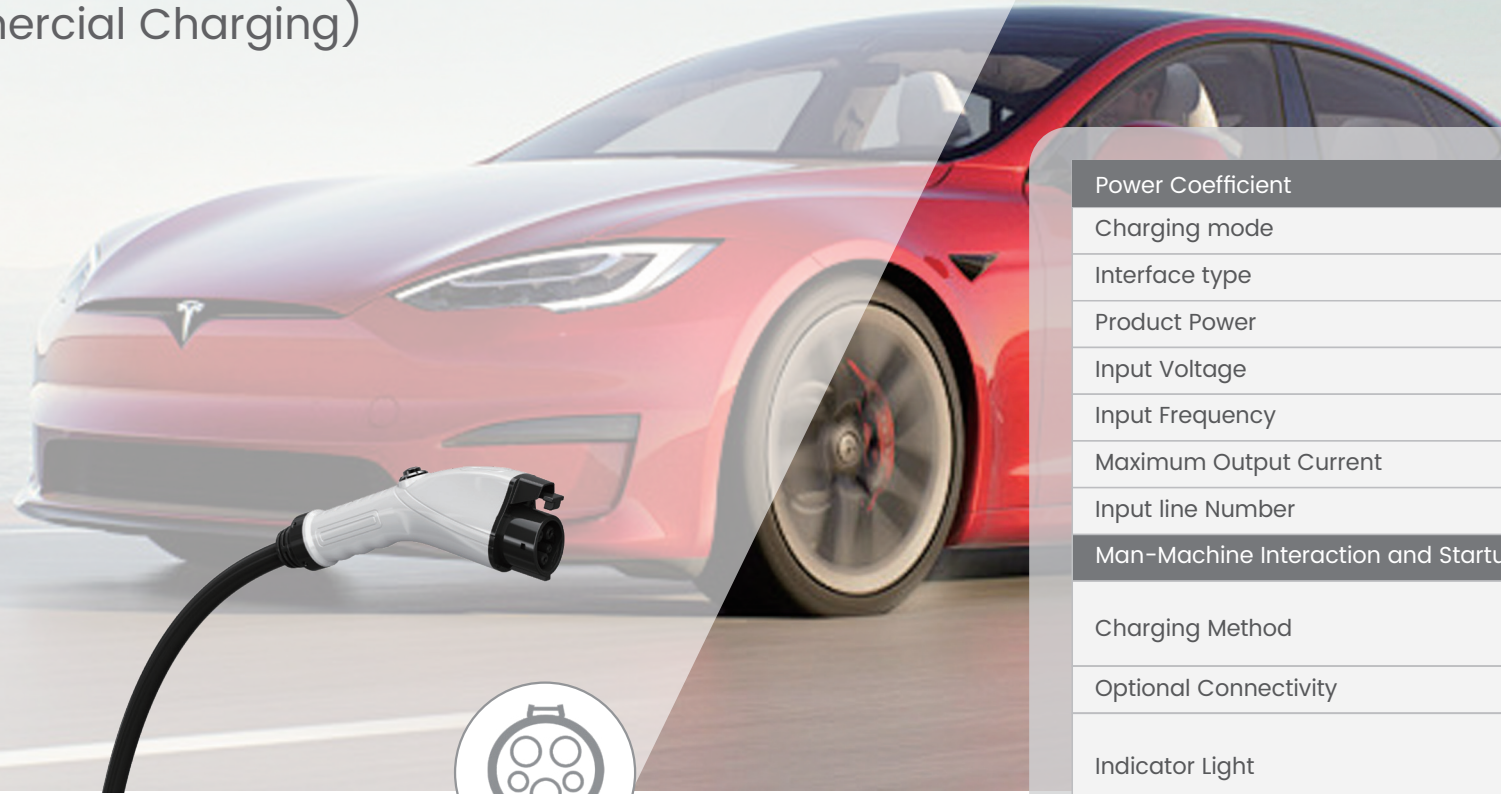 mercial Charging)
Power Coefficient
Charging mode
Interface type
Product Power
Input Voltage
Input Frequency
Maximum Output Current
Input line Number
Man-Machine Interaction and Startu
Charging Method
Optional Connectivity
Indicator Light